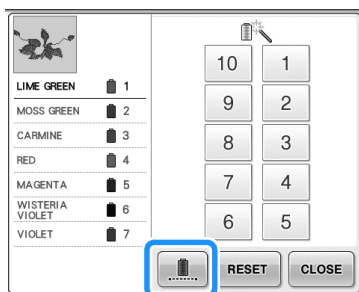 LIME GREEN 1
MOSS GREEN 2
CARMINE 3
RED 4
MAGENTA 5
WISTERIA
VIOLET 6
VIOLET 7
10 1
9 2
8 3
7 4
6 5
RESET CLOSE